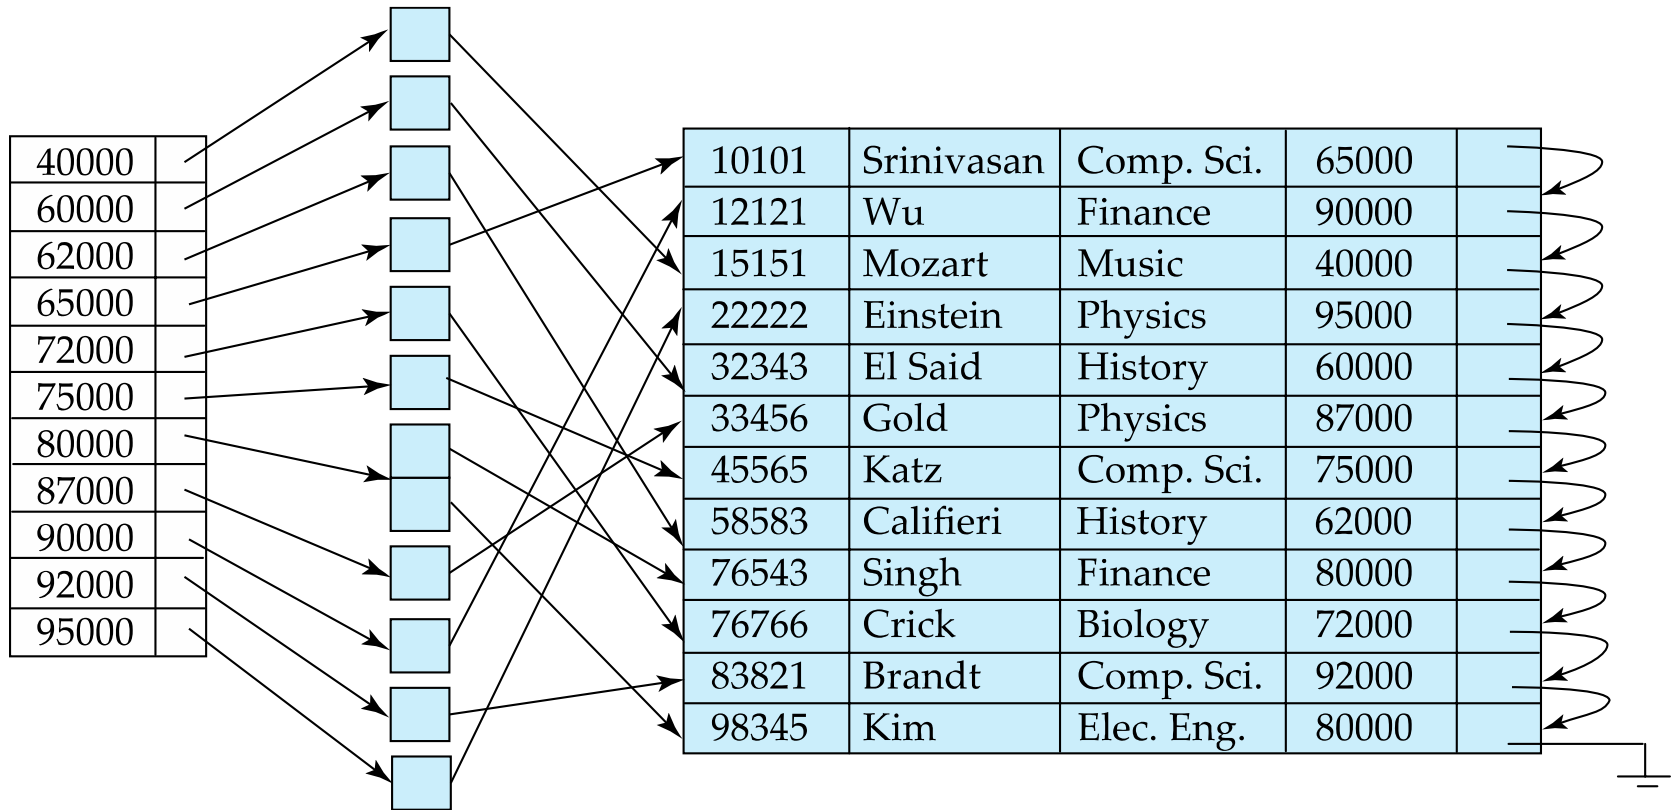 40000
60000
62000
65000
72000
75000
80000
87000
90000
92000
95000
10101 Srinivasan Comp. Sci. 65000
12121 Wu Finance 90000
15151 Mozart Music 40000
22222 Einstein Physics 95000
32343 El Said History 60000
33456 Gold Physics 87000
45565 Katz Comp. Sci. 75000
58583 Califieri History 62000
76543 Singh Finance 80000
76766 Crick Biology 72000
83821 Brandt Comp. Sci. 92000
98345 Kim Elec. Eng. 80000